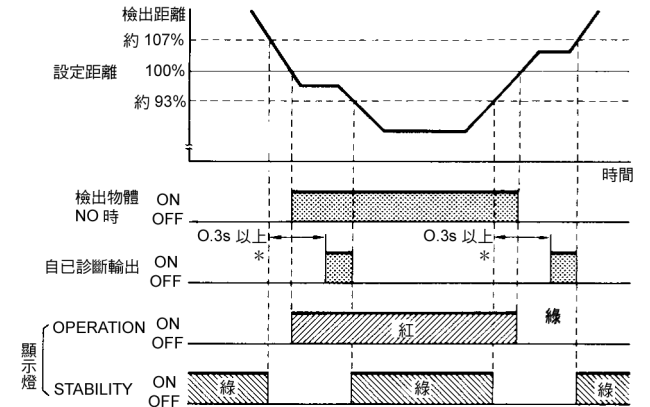 檢出距離
約 107%
設定距離 100%
約 93%
時間
檢出物體 ON
NO 時 OFF
0.3s 以上 0.3s 以上
* *
自已診斷輸出 ON
OFF
OPERATION ON 紅 綠
OFF
顯示燈
STABILITY ON 綠 綠 綠
OFF